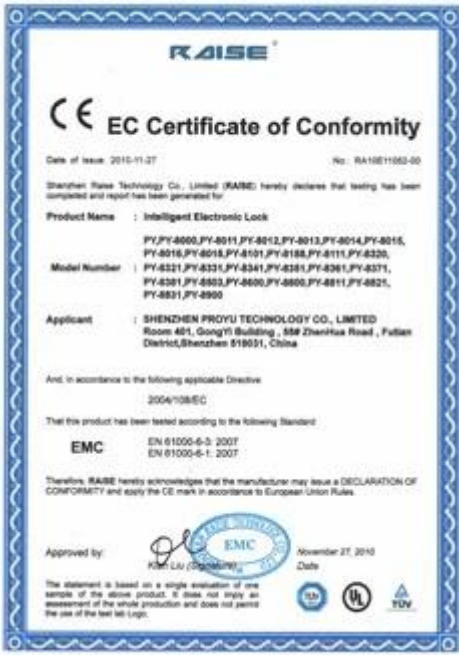 RAISE
CE EC Certificate of Conformity
Date of issue: 2010-11-27 No.: RA10E11052-00
Shenzhen Raise Technology Co., Limited (RAISE) hereby declares that testing has been
completed and report has been generated for
Product Name : Intelligent Electronic Lock
PY,PY-8000,PY-8011,PY-8012,PY-8013,PY-8014,PY-8015,
PY-8016,PY-8018,PY-8101,PY-8188,PY-8111,PY-8320,
Model Number : PY-8321,PY-8331,PY-8341,PY-8351,PY-8361,PY-8371,
PY-8381,PY-8503,PY-8600,PY-8800,PY-8811,PY-8821,
PY-8831,PY-8900
Applicant : SHENZHEN PROYU TECHNOLOGY CO., LIMITED
Room 401, GongYi Building , 55# ZhenHua Road , Futian
District,Shenzhen 518031, China
And, in accordance to the following applicable Directive
2004/108/EC
That this product has been tested according to the following Standard
EMC EN 61000-6-3: 2007
EN 61000-6-1: 2007
Therefore, RAISE hereby acknowledges that the manufacturer may issue a DECLARATION OF
CONFORMITY and apply the CE mark in accordance to European Union Rules.
EMC
Approved by: Liu (Signature) November 27, 2010
Date
The statement is based on a single evaluation of one
sample of the above product. It does not imply an
assessment of the whole production and does not permit
the use of the test lab Logo.
TUV UL TÜV